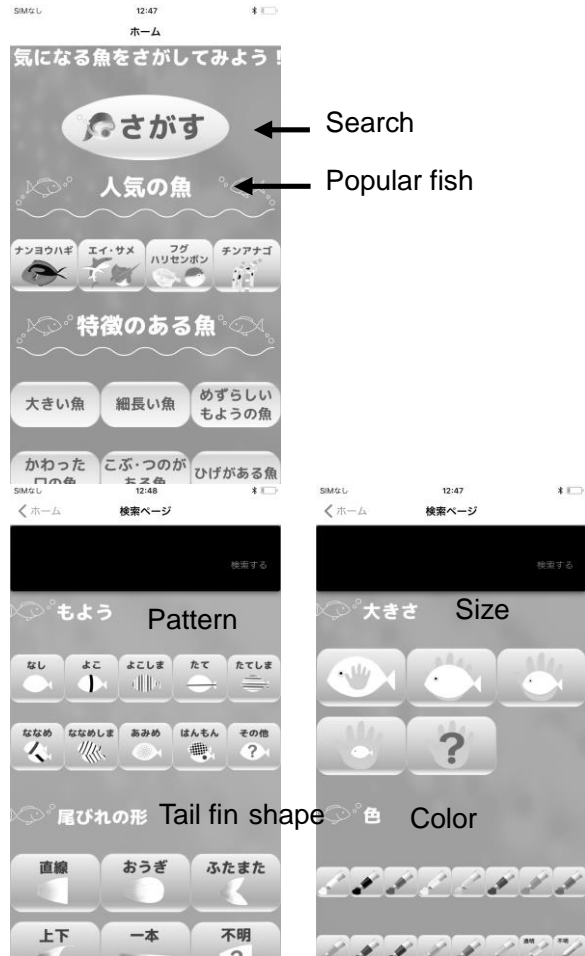 SIMなし 12:47
ホーム
気になる魚をさがしてみよう！
さがす
Search
人気の魚
Popular fish
ナンヨウハギ エイ・サメ フグ ハリセンボン チンアナゴ
特徴のある魚
大きい魚 細長い魚 めずらしい もようの魚
かわった 口の魚 こぶ・つのが ある魚 ひげがある魚
SIMなし 12:48
ホーム 検索ページ
検索する
もよう Pattern
なし よこ よこしま たて たてしま
ななめ ななめしま あみめ はんもん その他
?
尾びれの形 Tail fin shape
直線 おうぎ ふたまた
上下 一本 不明
?
SIMなし 12:47
ホーム 検索ページ
検索する
大きさ Size
?
色 Color
透明 不明